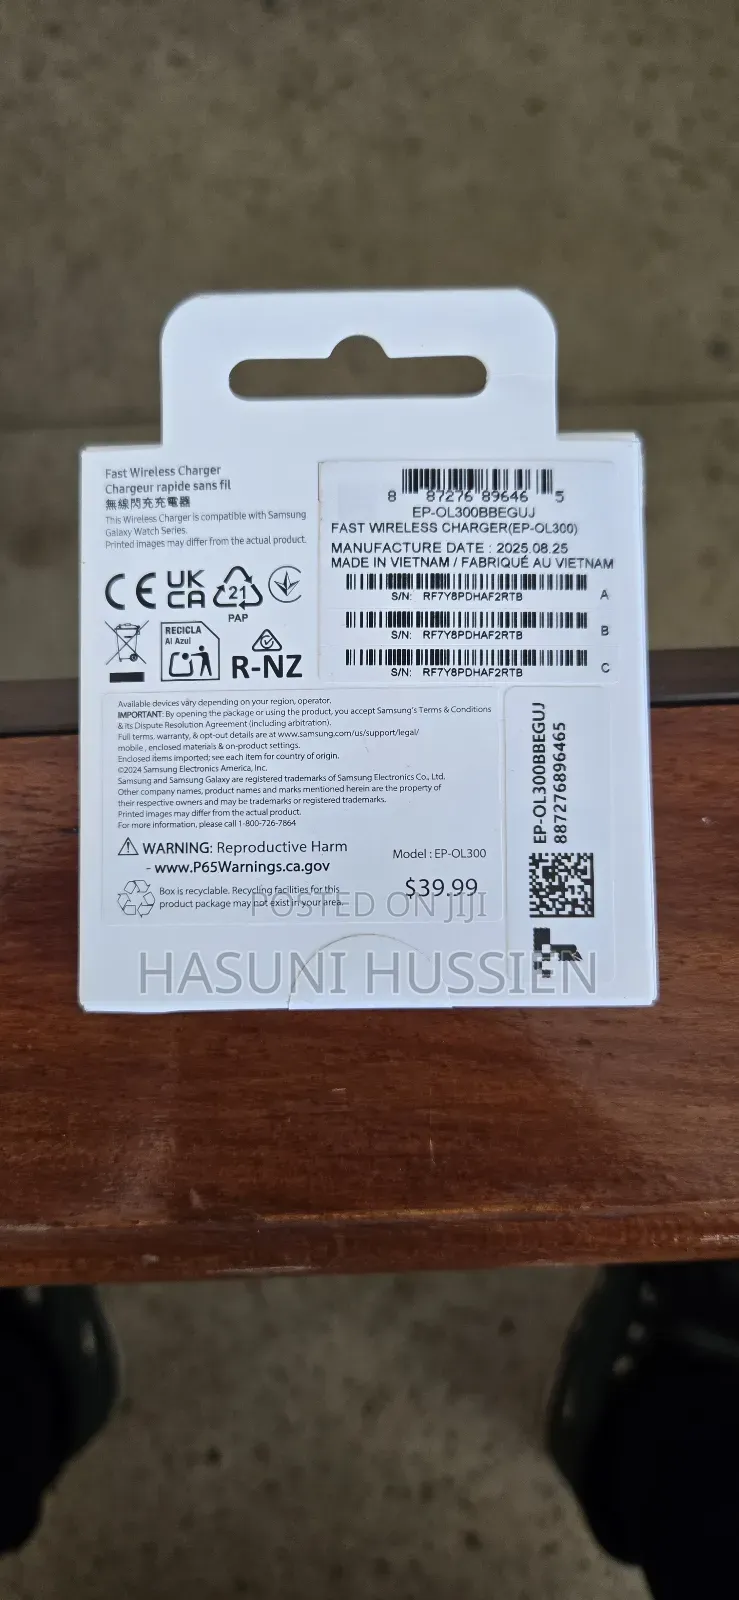 Fast Wireless Charger
Chargeur rapide sans fil
無線閃充充電器
This Wireless Charger is compatible with Samsung
Galaxy Watch Series.
Printed images may differ from the actual product.
CE UK CA 21 PAP
RECICLA
Al Azul
R-NZ
8 87276 89646 5
EP-OL300BBEGUJ
FAST WIRELESS CHARGER(EP-OL300)
MANUFACTURE DATE : 2025.08.25
MADE IN VIETNAM / FABRIQUÉ AU VIETNAM
A
S/N: RF7Y8PDHAF2RTB
B
S/N: RF7Y8PDHAF2RTB
C
S/N: RF7Y8PDHAF2RTB
Available devices vary depending on your region, operator.
IMPORTANT: By opening the package or using the product, you accept Samsung's Terms & Conditions
& its Dispute Resolution Agreement (including arbitration).
Full terms, warranty, & opt-out details are at www.samsung.com/us/support/legal/
mobile , enclosed materials & on-product settings.
Enclosed items imported; see each item for country of origin.
©2024 Samsung Electronics America, Inc.
Samsung and Samsung Galaxy are registered trademarks of Samsung Electronics Co., Ltd.
Other company names, product names and marks mentioned herein are the property of
their respective owners and may be trademarks or registered trademarks.
Printed images may differ from the actual product.
For more information, please call 1-800-726-7864
WARNING: Reproductive Harm
- www.P65Warnings.ca.gov
Model : EP-OL300
$39.99
Box is recyclable. Recycling facilities for this
product package may not exist in your area.
EP-OL300BBEGUJ
887276896465
POSTED ON JIJI
HASUNI HUSSIEN